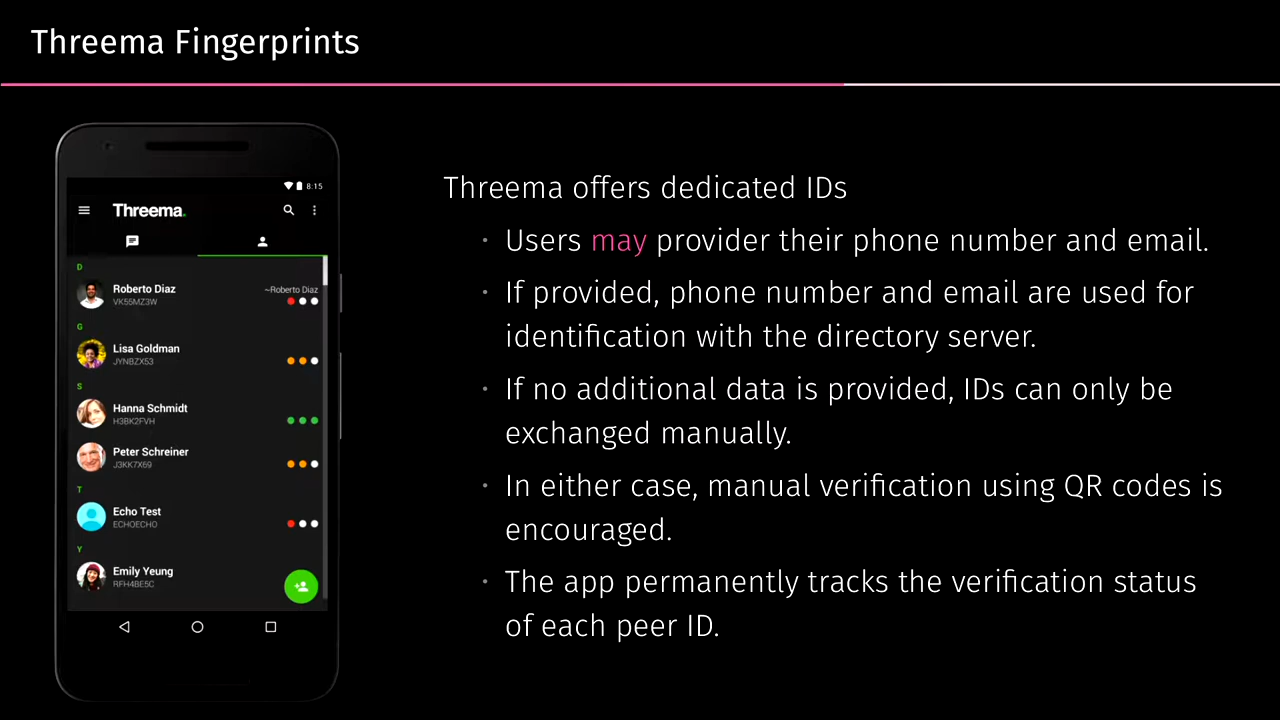 Threema Fingerprints
8.15
Threema.
D
Roberto Diaz
~Roberto Diaz
VK55MZ3W
G
Lisa Goldman
JYNBZX53
S
Hanna Schmidt
H3BK2FVH
Peter Schreiner
J3KK7X69
T
Echo Test
ECHOECHO
Y
Emily Yeung
RFH4BE5C
Threema offers dedicated IDs
· Users may provider their phone number and email.
· If provided, phone number and email are used for
identification with the directory server.
· If no additional data is provided, IDs can only be
exchanged manually.
· In either case, manual verification using QR codes is
encouraged.
· The app permanently tracks the verification status
of each peer ID.